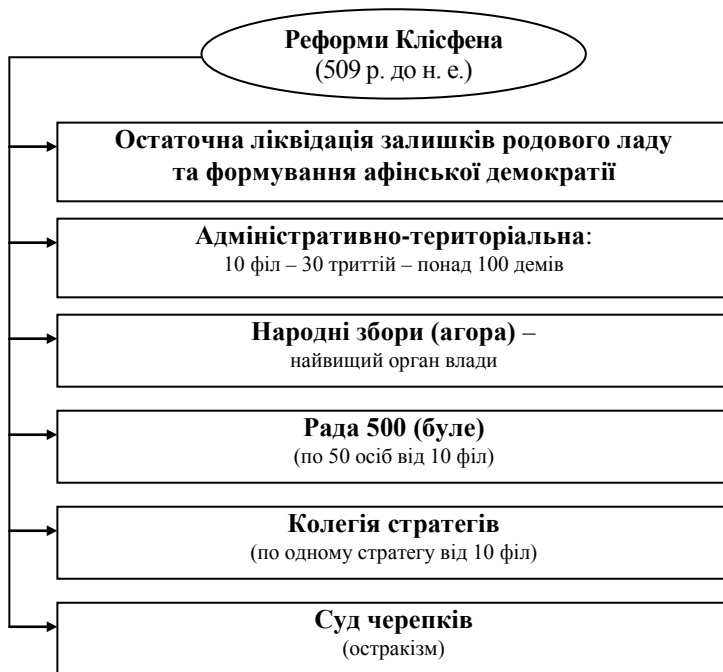 Реформи Клісфена
(509 р. до н. е.)
Остаточна ліквідація залишків родового ладу
та формування афінської демократії
Адміністративно-територіальна:
10 філ – 30 триттій – понад 100 демів
Народні збори (агора) –
найвищий орган влади
Рада 500 (буле)
(по 50 осіб від 10 філ)
Колегія стратегів
(по одному стратегу від 10 філ)
Суд черепків
(остракізм)